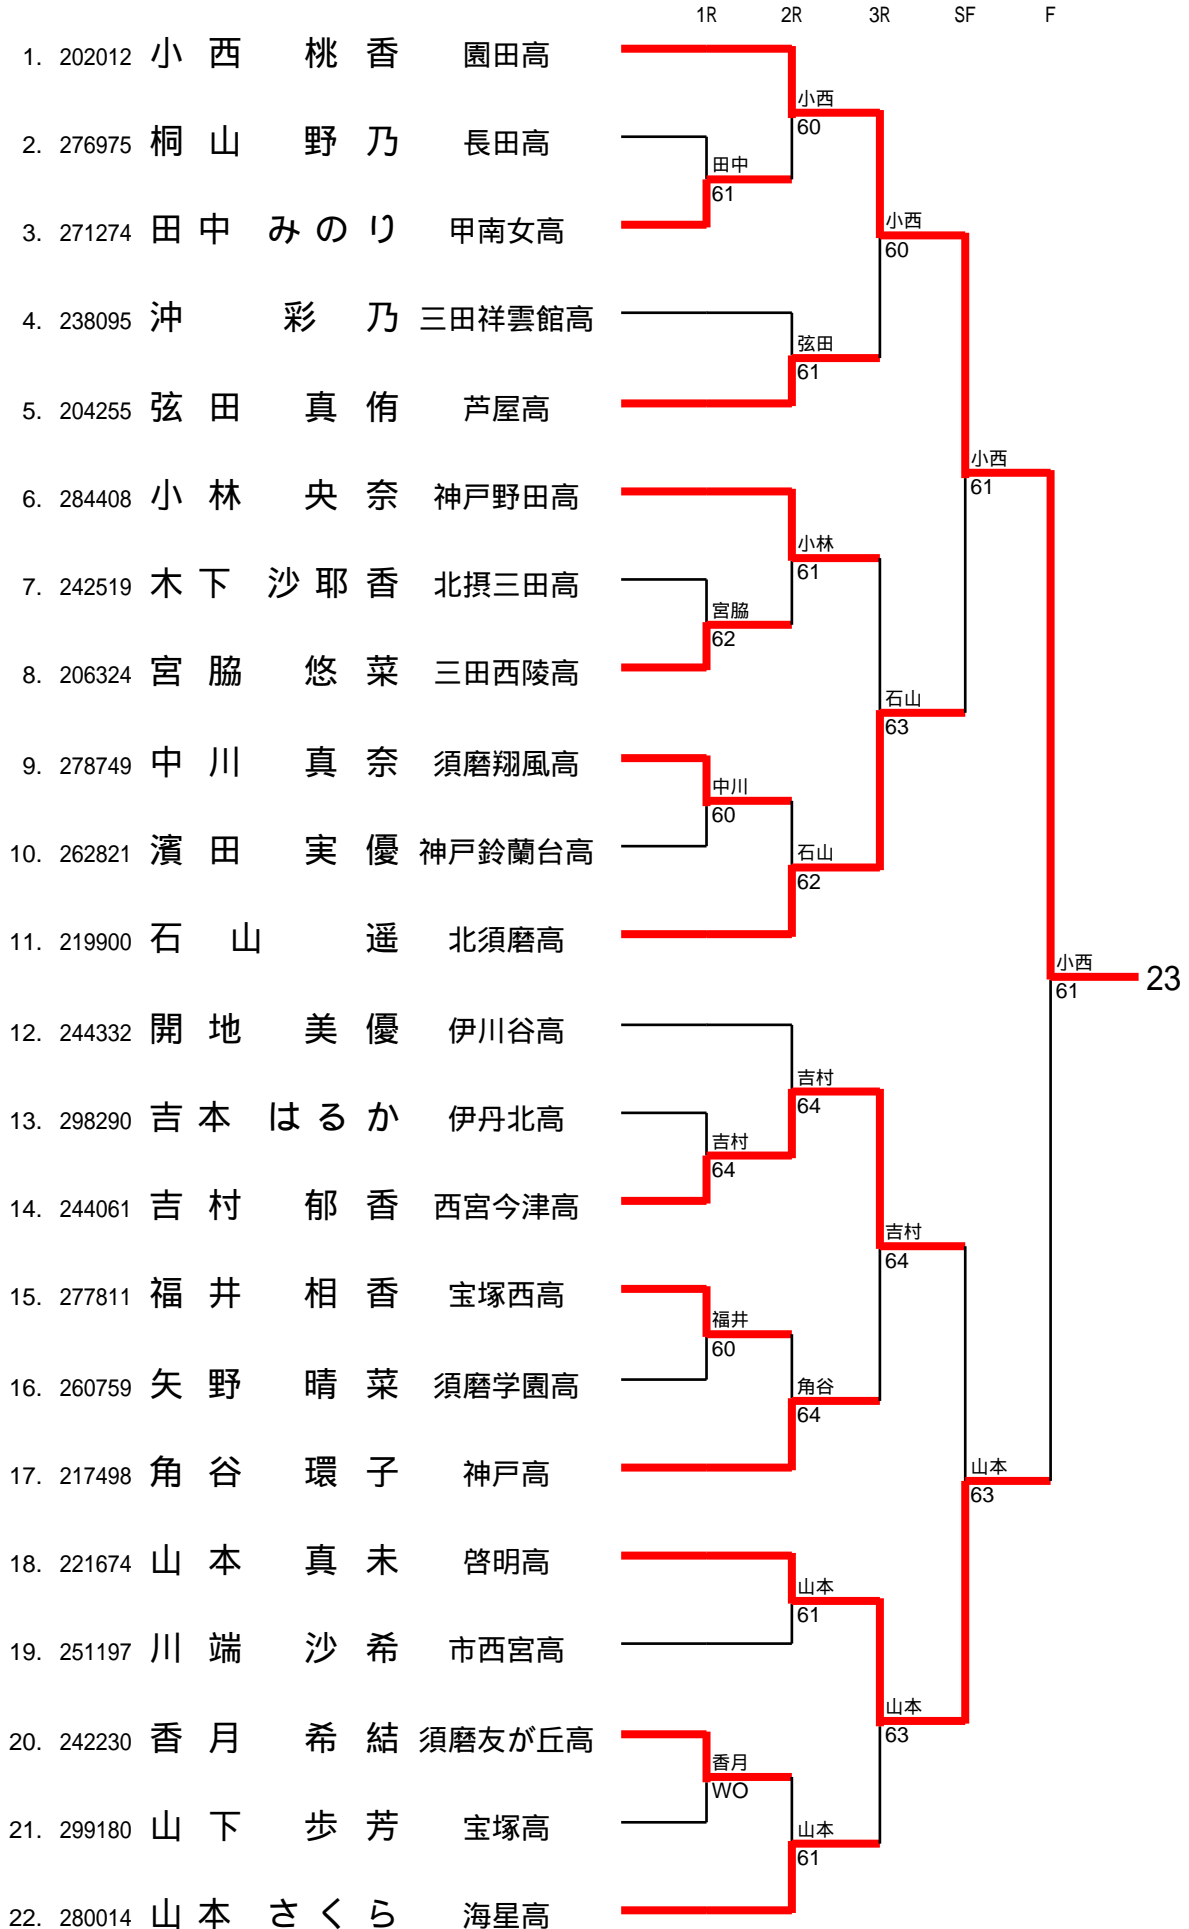 1R 2R 3R SF F
1. 202012 小西 桃香 園田高
小西
60
2. 276975 桐山 野乃 長田高
田中
61
3. 271274 田中 みのり 甲南女高
小西
60
4. 238095 沖 彩乃 三田祥雲館高
弦田
61
5. 204255 弦田 真侑 芦屋高
小西
61
6. 284408 小林 央奈 神戸野田高
小林
61
7. 242519 木下 沙耶香 北摂三田高
宮脇
62
8. 206324 宮脇 悠菜 三田西陵高
石山
63
9. 278749 中川 真奈 須磨翔風高
中川
60
10. 262821 濱田 実優 神戸鈴蘭台高
石山
62
11. 219900 石山 遥 北須磨高
小西
61
23
12. 244332 開地 美優 伊川谷高
吉村
64
13. 298290 吉本 はるか 伊丹北高
吉村
64
14. 244061 吉村 郁香 西宮今津高
吉村
64
15. 277811 福井 相香 宝塚西高
福井
60
16. 260759 矢野 晴菜 須磨学園高
角谷
64
17. 217498 角谷 環子 神戸高
山本
63
18. 221674 山本 真未 啓明高
山本
61
19. 251197 川端 沙希 市西宮高
山本
63
20. 242230 香月 希結 須磨友が丘高
香月
WO
21. 299180 山下 歩芳 宝塚高
山本
61
22. 280014 山本 さくら 海星高